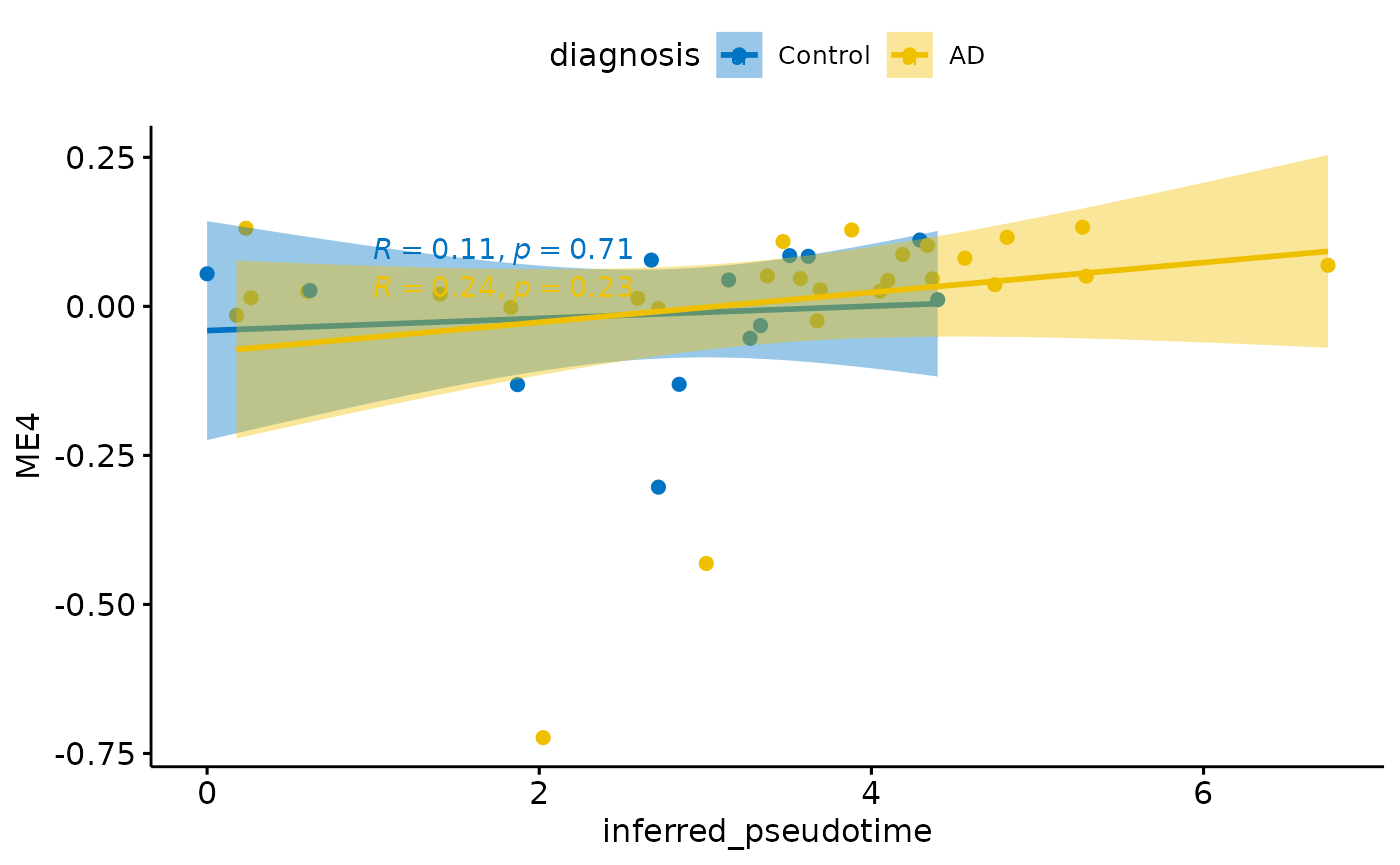 diagnosis Control AD
0.25
R = 0.11, p = 0.71
R = 0.24, p = 0.23
0.00
ME4
-0.25
-0.50
-0.75
0 2 4 6
inferred_pseudotime